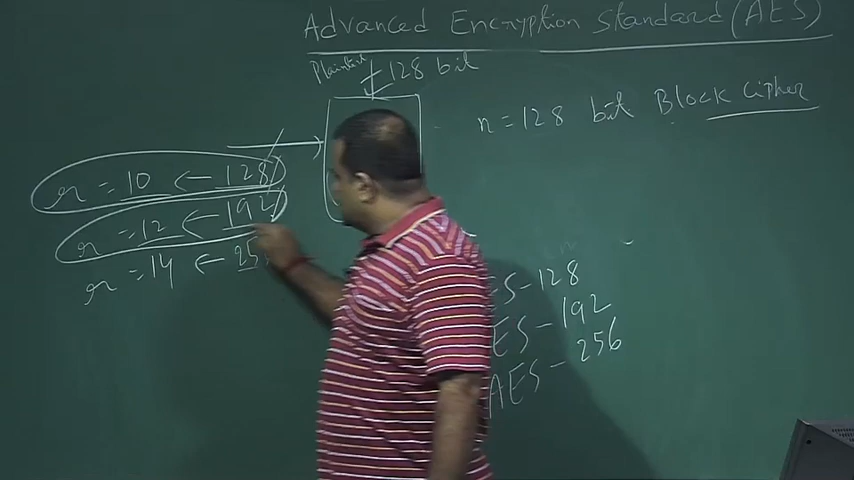 Advanced Encryption Standard (AES)
Plaintext 128 bit
n = 128 bit Block Cipher
r = 10 ← 128
r = 12 ← 192
r = 14 ← 25
S - 128
ES - 192
AES - 256